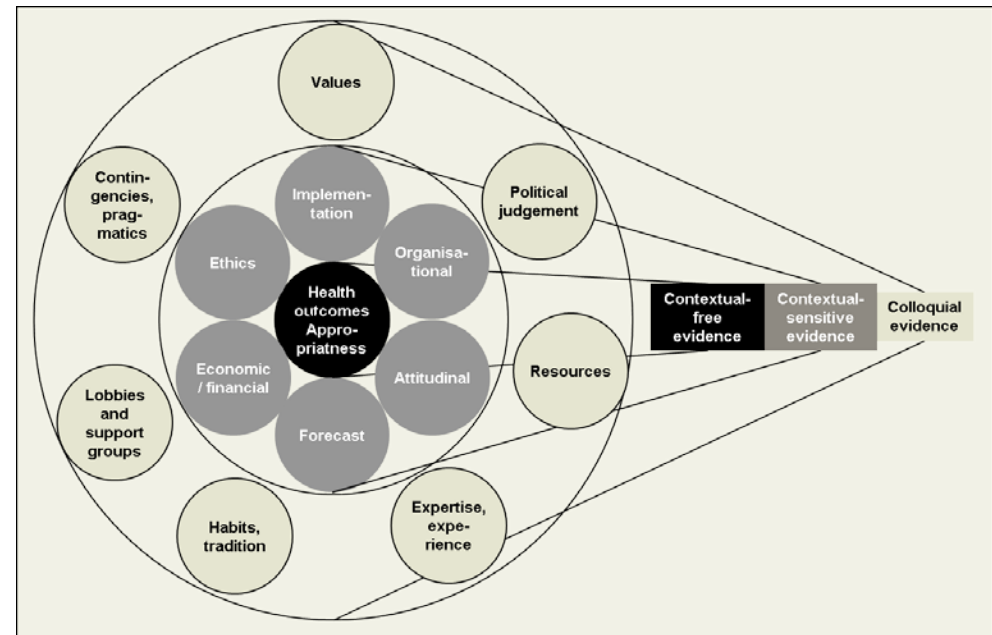 Values
Contin-
gencies,
prag-
matics
Political
judgement
Implemen-
tation
Ethics
Organisa-
tional
Health
outcomes
Appro-
priatness
Contextual-
free
evidence
Contextual-
sensitive
evidence
Colloquial
evidence
Economic
/ financial
Attitudinal
Resources
Forecast
Lobbies
and
support
groups
Habits,
tradition
Expertise,
expe-
rience